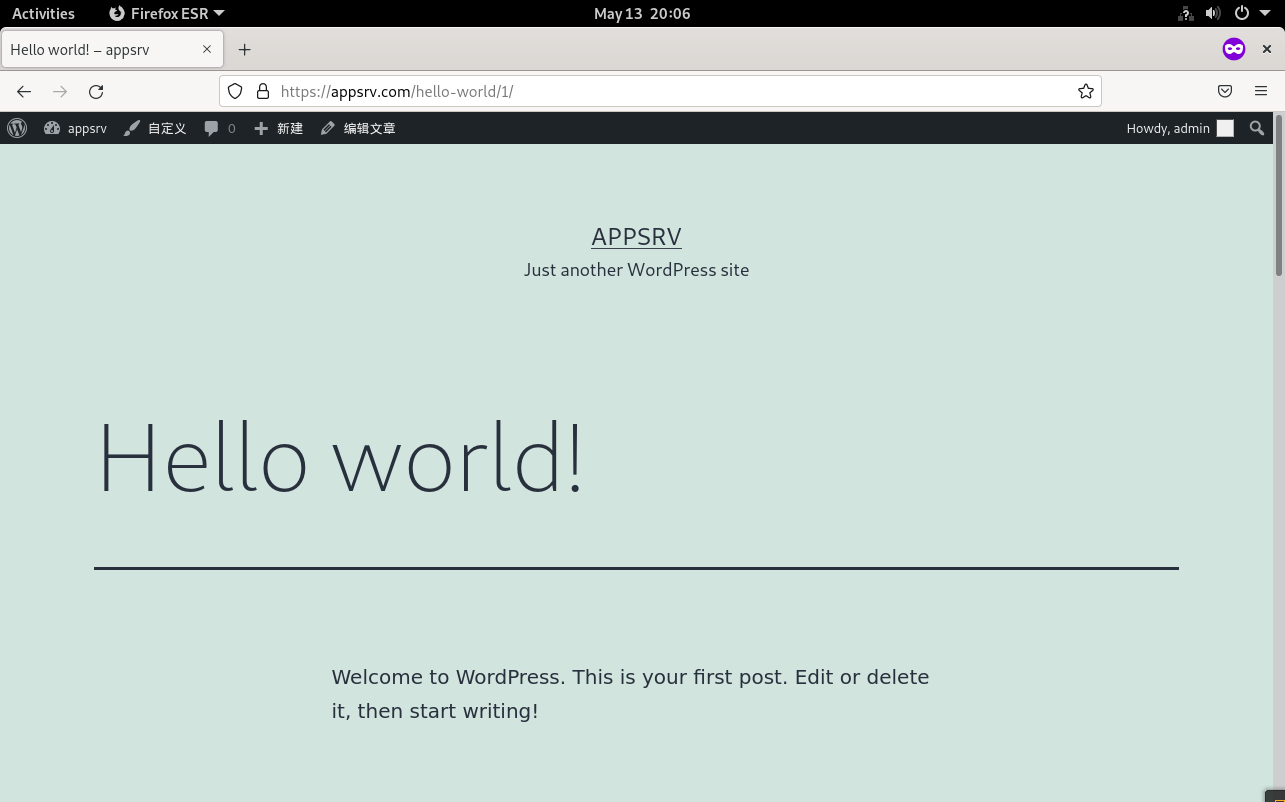 Activities Firefox ESR May 13 20:06
Hello world! – appsrv
https://appsrv.com/hello-world/1/
appsrv 自定义 0 新建 编辑文章 Howdy, admin
APPSRV
Just another WordPress site
Hello world!
Welcome to WordPress. This is your first post. Edit or delete
it, then start writing!